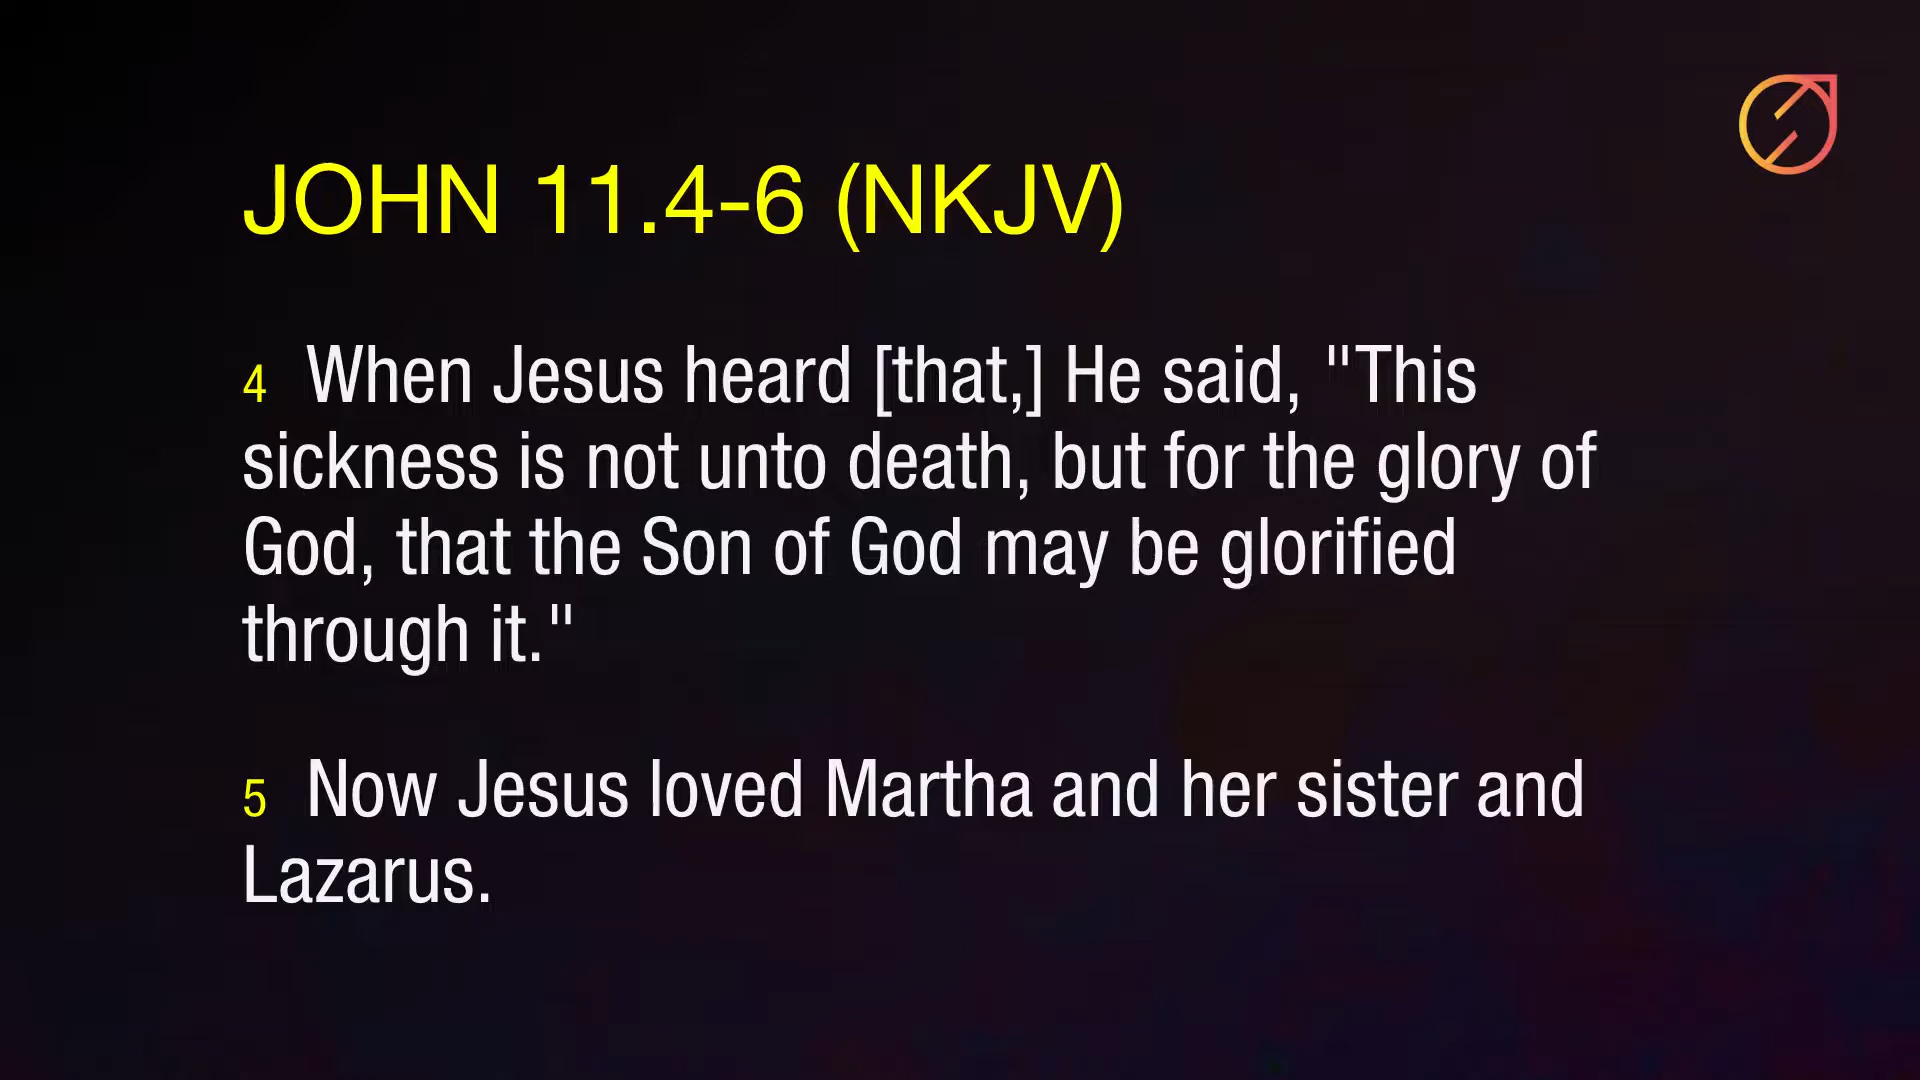 JOHN 11.4-6 (NKJV)
4 When Jesus heard [that,] He said, "This
sickness is not unto death, but for the glory of
God, that the Son of God may be glorified
through it."
5 Now Jesus loved Martha and her sister and
Lazarus.